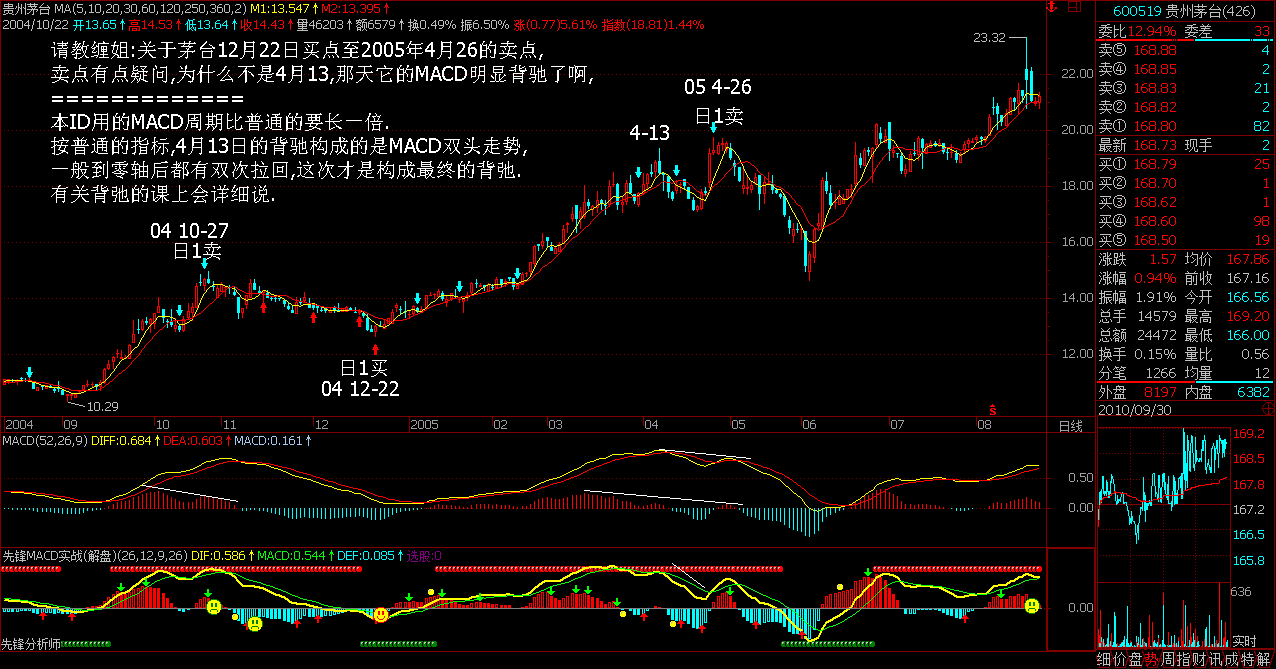 贵州茅台 MA(5,10,20,30,60,120,250,360,2) M1:13.547↑ M2:13.395↑
2004/10/22 开13.65↑ 高14.53↑ 低13.64↑ 收14.43↑ 量46203↑ 额6579↑ 换0.49% 振6.50% 涨(0.77)5.61% 指数(18.81)1.44%
请教缠姐:关于茅台12月22日买点至2005年4月26的卖点,
卖点有点疑问,为什么不是4月13,那天它的MACD明显背驰了啊,
=============
本ID用的MACD周期比普通的要长一倍.
按普通的指标,4月13日的背驰构成的是MACD双头走势,
一般到零轴后都有双次拉回,这次才是构成最终的背弛.
有关背弛的课上会详细说.
23.32
05 4-26
日1卖
4-13
04 10-27
日1卖
日1买
04 12-22
10.29
22.00
20.00
18.00
16.00
14.00
12.00
2004 09 10 11 12 2005 02 03 04 05 06 07 08 日线
MACD(52,26,9) DIFF:0.684↑ DEA:0.603↑ MACD:0.161↑
0.50
0.00
先锋MACD实战(解盘)(26,12,9,26) DIF:0.586↑ MACD:0.544↑ DEF:0.085↑ 选股:0
0.00
先锋分析师
600519 贵州茅台(426)
委比 12.94% 委差 33
卖⑤ 168.88 4
卖④ 168.85 2
卖③ 168.83 21
卖② 168.82 2
卖① 168.80 82
最新 168.73 现手 2
买① 168.79 25
买② 168.70 1
买③ 168.62 1
买④ 168.60 98
买⑤ 168.50 19
涨跌 1.57 均价 167.86
涨幅 0.94% 前收 167.16
振幅 1.91% 今开 166.56
总手 14579 最高 169.20
总额 24472 最低 166.00
换手 0.15% 量比 0.56
分笔 1266 均量 12
外盘 8197 内盘 6382
2010/09/30
169.2
168.5
167.8
167.2
166.5
165.8
636
实时
细价盘势周指财讯成特解